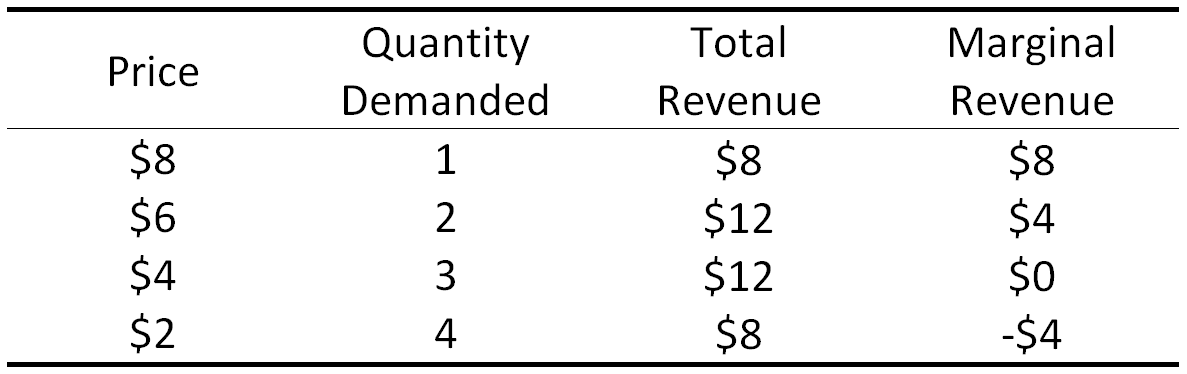 Price Quantity Demanded Total Revenue Marginal Revenue
$8 1 $8 $8
$6 2 $12 $4
$4 3 $12 $0
$2 4 $8 -$4